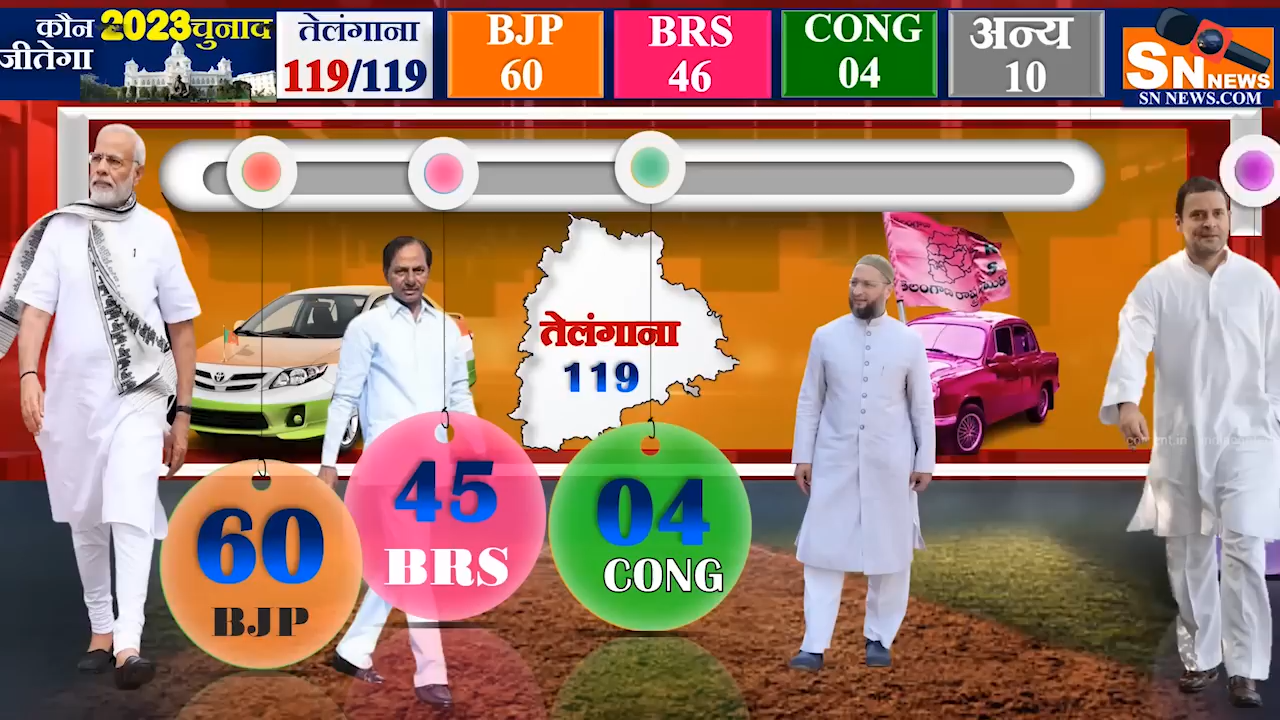 कौन
जीतेगा
2023 चुनाव
तेलंगाना
119/119
BJP
60
BRS
46
CONG
04
अन्य
10
SN NEWS
SN NEWS.COM
तेलंगाना
119
60
BJP
45
BRS
04
CONG